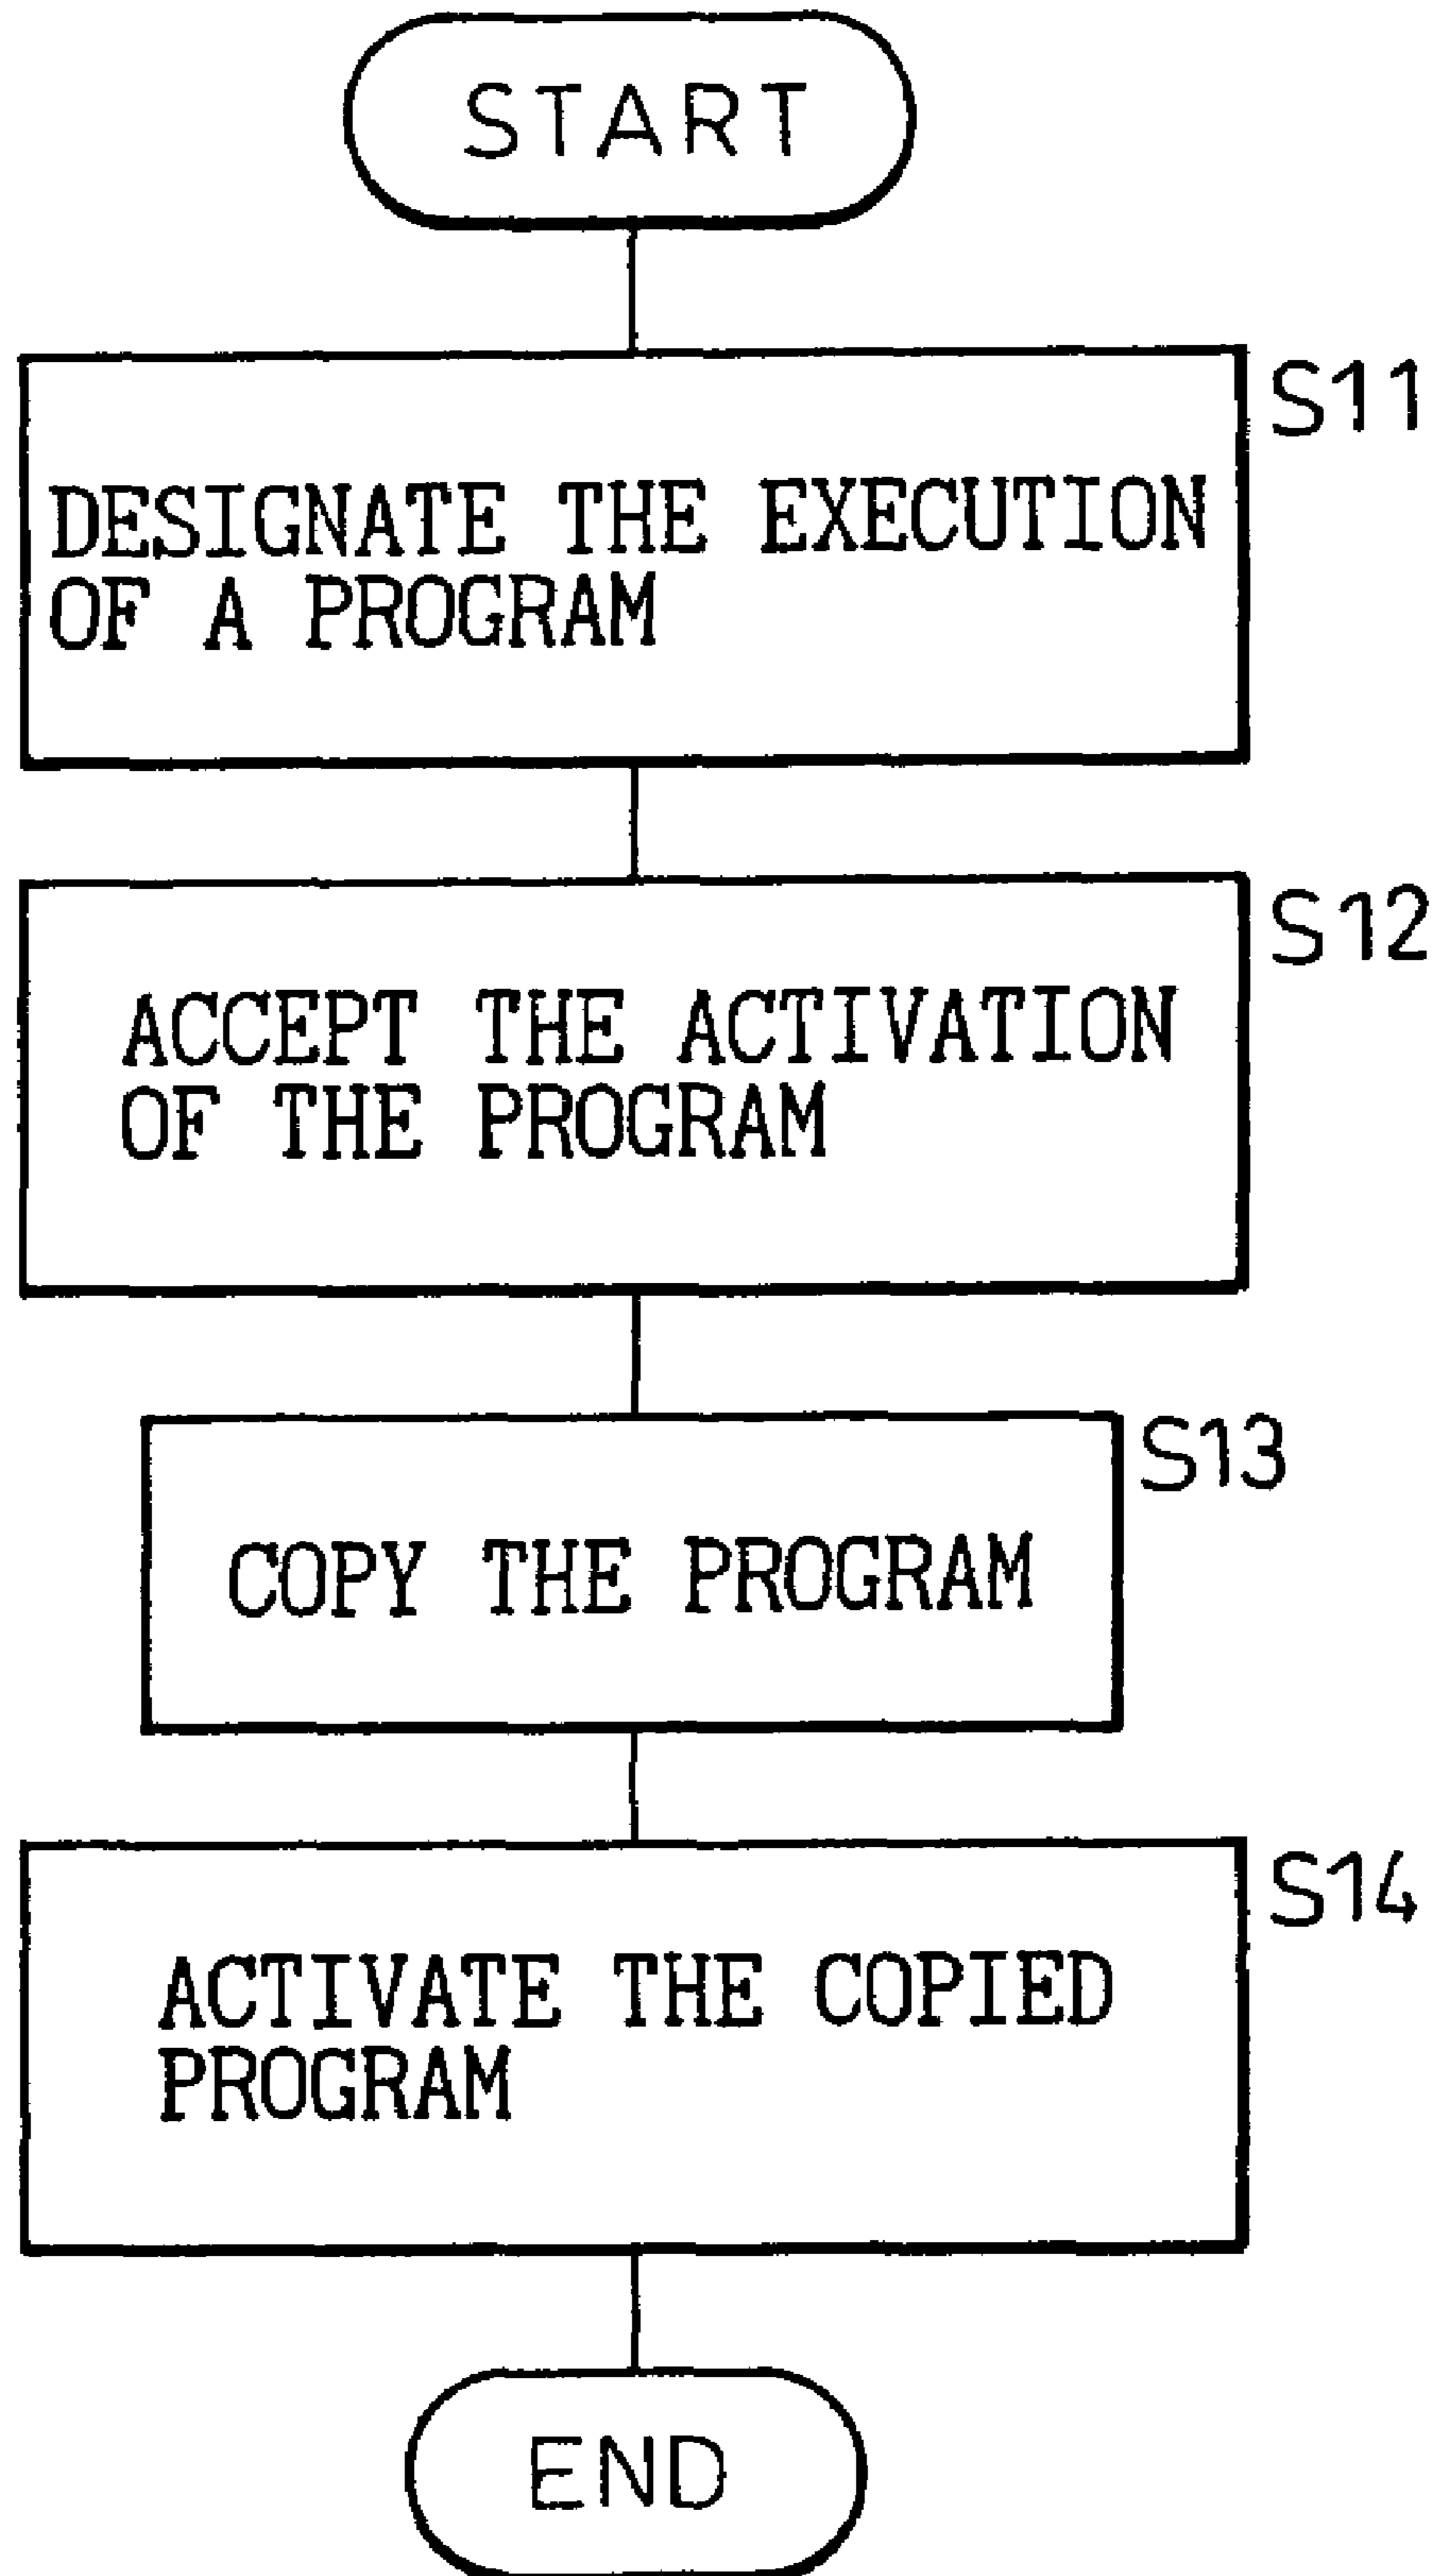 START
S11
DESIGNATE THE EXECUTION
OF A PROGRAM
S12
ACCEPT THE ACTIVATION
OF THE PROGRAM
S13
COPY THE PROGRAM
S14
ACTIVATE THE COPIED
PROGRAM
END